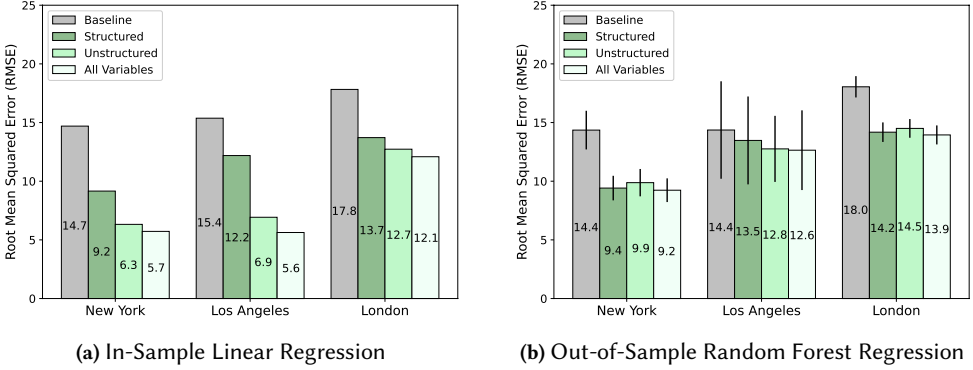 25
20
15
10
5
0
Root Mean Squared Error (RMSE)
Baseline
Structured
Unstructured
All Variables
14.7
9.2
6.3
5.7
15.4
12.2
6.9
5.6
17.8
13.7
12.7
12.1
New York
Los Angeles
London
(a) In-Sample Linear Regression
25
20
15
10
5
0
Root Mean Squared Error (RMSE)
Baseline
Structured
Unstructured
All Variables
14.4
9.4
9.9
9.2
14.4
13.5
12.8
12.6
18.0
14.2
14.5
13.9
New York
Los Angeles
London
(b) Out-of-Sample Random Forest Regression